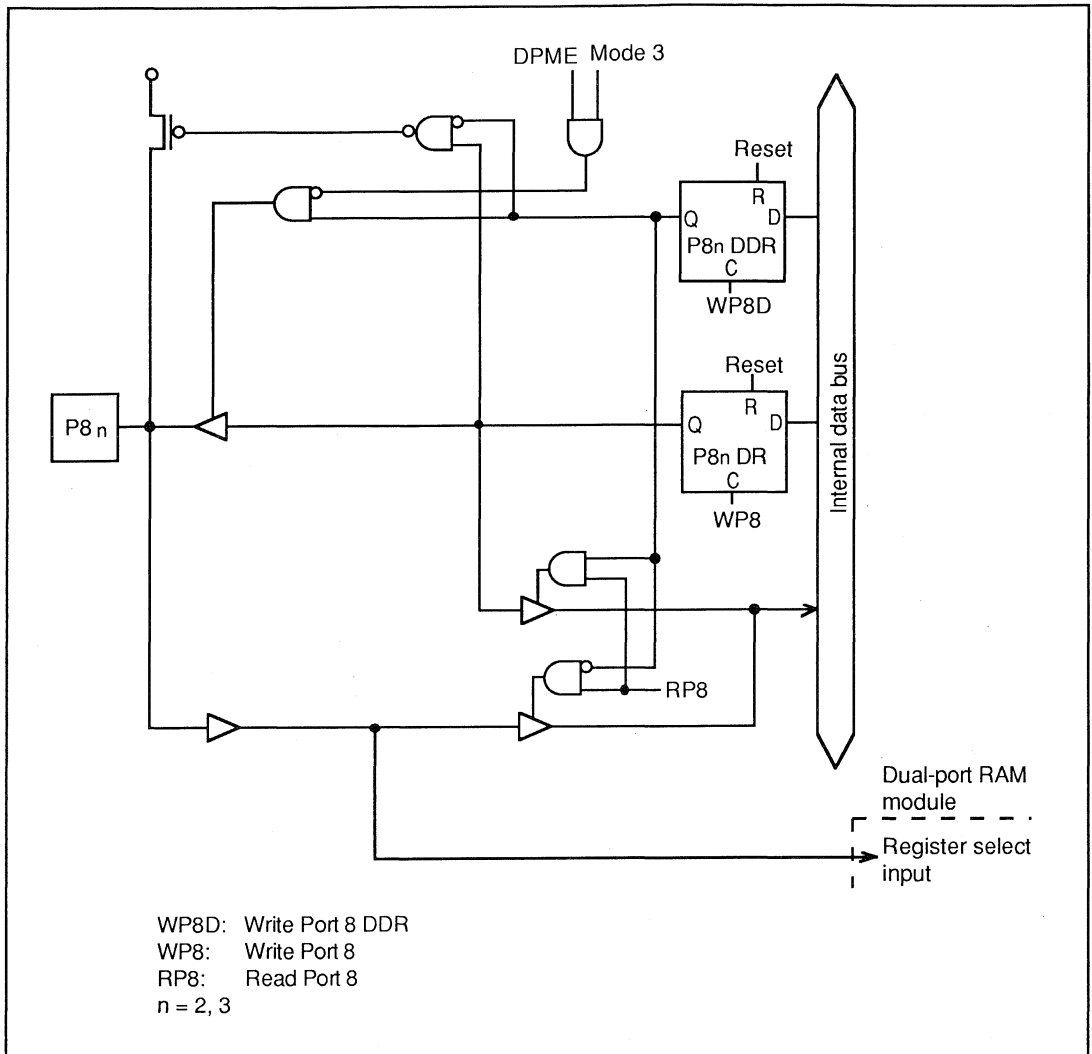 DPME Mode 3
Reset
R
Q D
P8n DDR
C
WP8D
Reset
R
Q D
P8n DR
C
WP8
P8 n
Internal data bus
RP8
Dual-port RAM
module
Register select
input
WP8D: Write Port 8 DDR
WP8: Write Port 8
RP8: Read Port 8
n = 2, 3